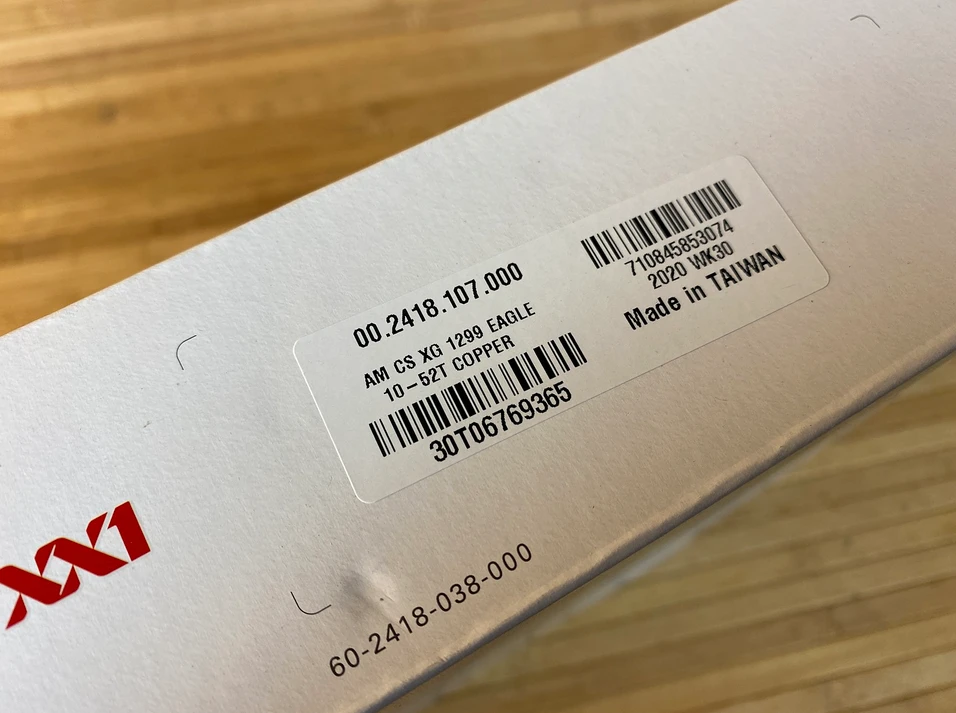 00.2418.107.000
AM CS XG 1299 EAGLE
10-52T COPPER
30T06769365
710845853074
2020 WK30
Made in TAIWAN
XX1
60-2418-038-000